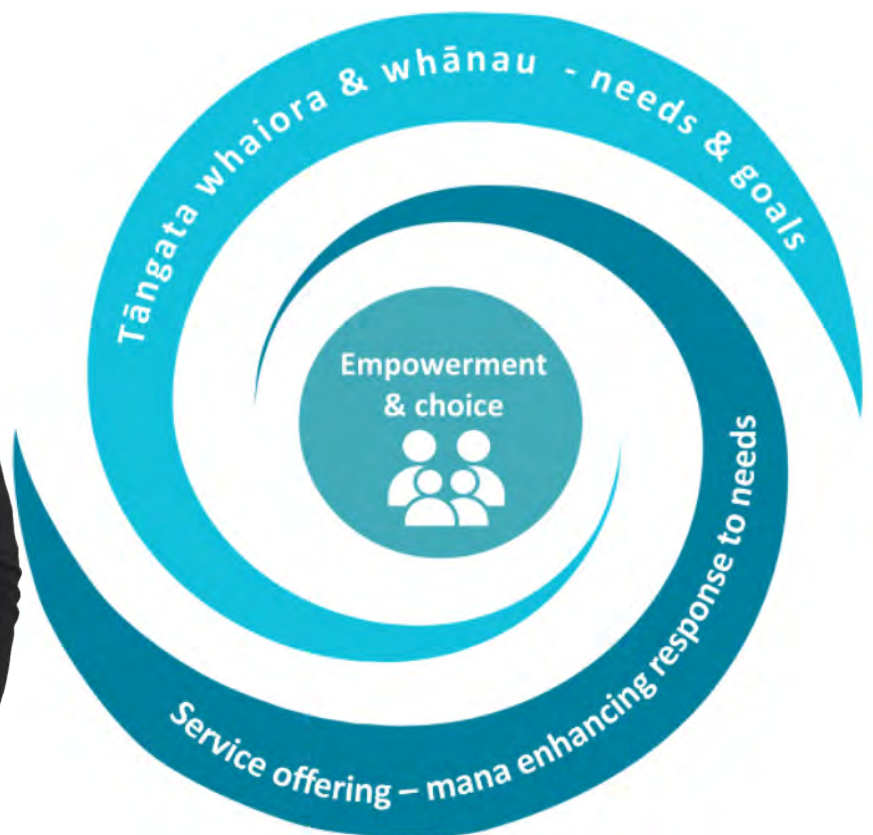 Tāngata whaiora & whānau - needs & goals
Empowerment
& choice
Service offering – mana enhancing response to needs